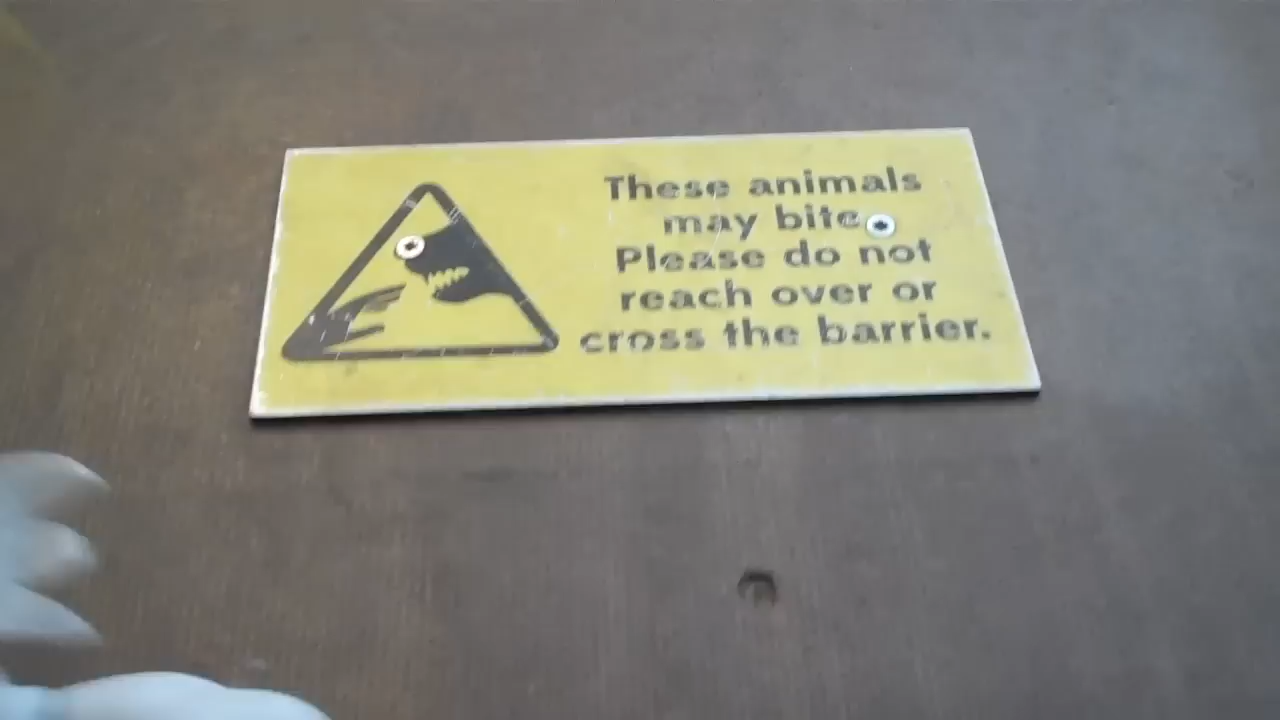 These animals
may bite.
Please do not
reach over or
cross the barrier.